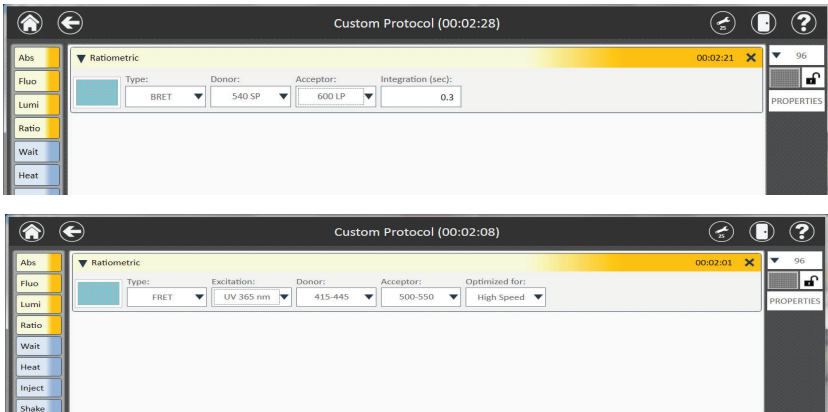 Custom Protocol (00:02:28)
25
Abs
Fluo
Lumi
Ratio
Wait
Heat
Ratiometric 00:02:21
Type: Donor: Acceptor: Integration (sec):
BRET 540 SP 600 LP 0.3
96
PROPERTIES
Custom Protocol (00:02:08)
25
Abs
Fluo
Lumi
Ratio
Wait
Heat
Inject
Shake
Ratiometric 00:02:01
Type: Excitation: Donor: Acceptor: Optimized for:
FRET UV 365 nm 415-445 500-550 High Speed
96
PROPERTIES